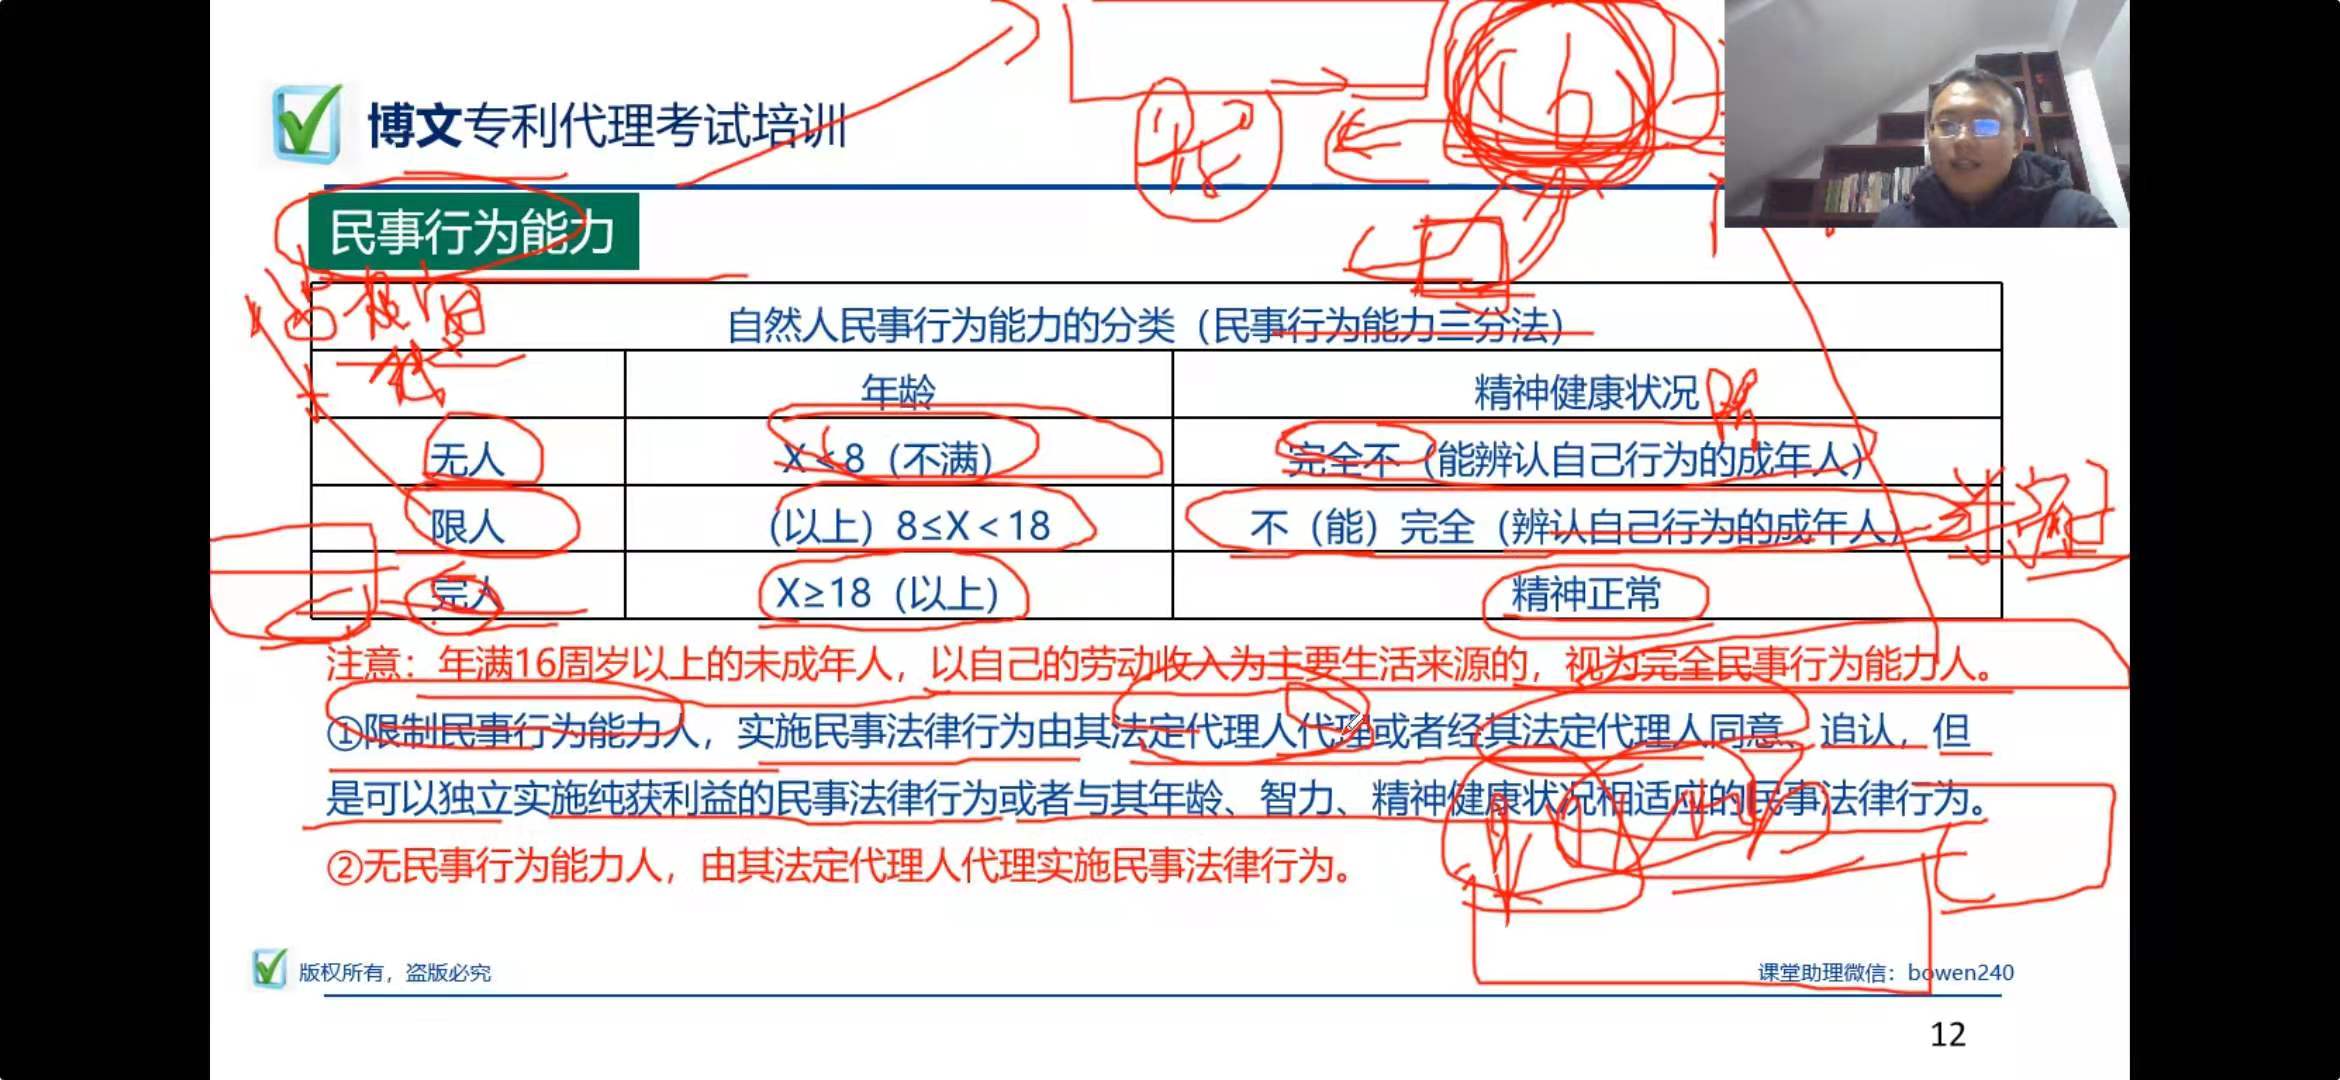 博文专利代理考试培训
民事行为能力
自然人民事行为能力的分类（民事行为能力三分法）
年龄 精神健康状况
无人 X＜8（不满） 完全不（能辨认自己行为的成年人）
限人 （以上）8≤X＜18 不（能）完全（辨认自己行为的成年人）
完人 X≥18（以上） 精神正常
注意：年满16周岁以上的未成年人，以自己的劳动收入为主要生活来源的，视为完全民事行为能力人。
①限制民事行为能力人，实施民事法律行为由其法定代理人代理或者经其法定代理人同意、追认，但
是可以独立实施纯获利益的民事法律行为或者与其年龄、智力、精神健康状况相适应的民事法律行为。
②无民事行为能力人，由其法定代理人代理实施民事法律行为。
版权所有，盗版必究
课堂助理微信：bowen240
12